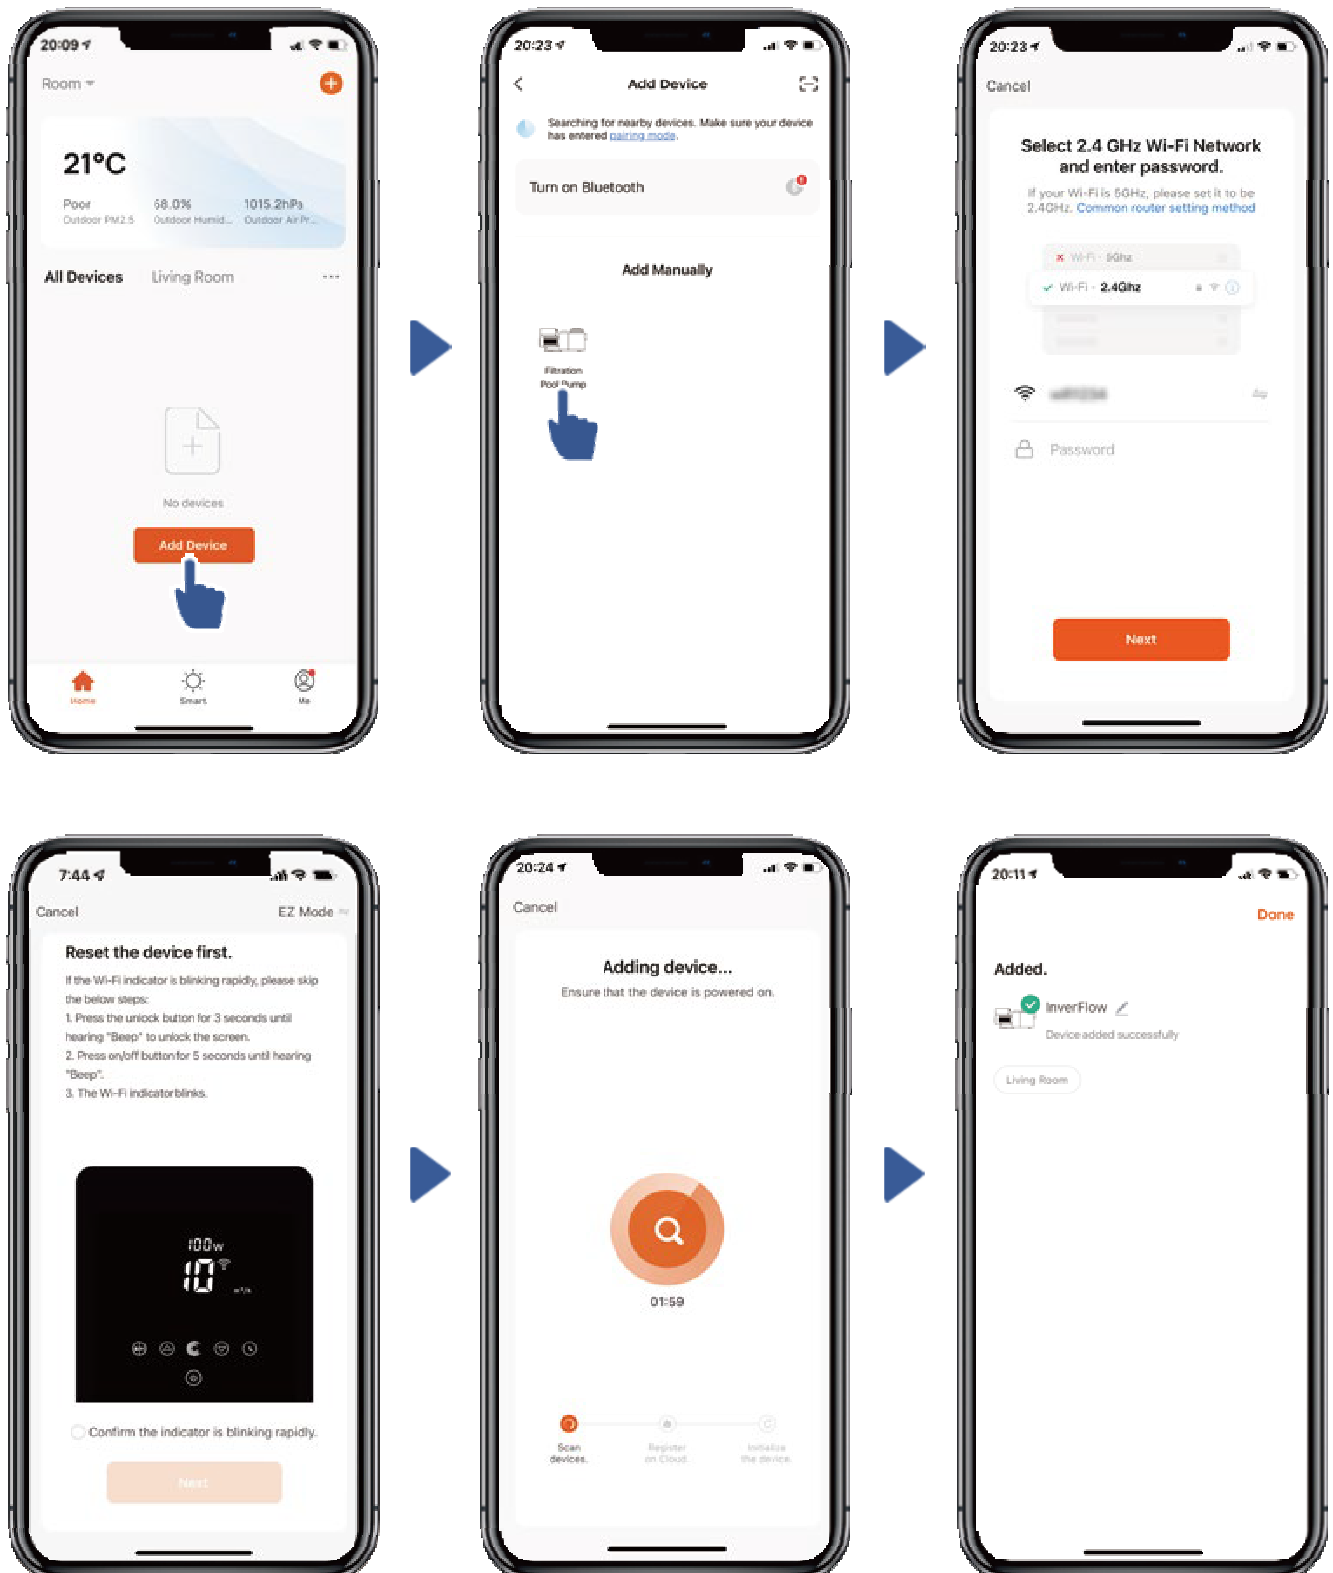 20:09
Room
21°C
Poor 68.0% 1015.2hPa
Outdoor PM2.5 Outdoor Humid... Outdoor Air Pr...
All Devices Living Room ...
No devices
Add Device
Home Smart Me
20:23
Add Device
Searching for nearby devices. Make sure your device
has entered pairing mode.
Turn on Bluetooth
Add Manually
Filtration
Pool Pump
20:23
Cancel
Select 2.4 GHz Wi-Fi Network
and enter password.
If your Wi-Fi is 5GHz, please set it to be
2.4GHz. Common router setting method
Wi-Fi - 5Ghz
Wi-Fi - 2.4Ghz
Password
Next
7:44
Cancel EZ Mode
Reset the device first.
If the Wi-Fi indicator is blinking rapidly, please skip
the below steps:
1. Press the unlock button for 3 seconds until
hearing "Beep" to unlock the screen.
2. Press on/off button for 5 seconds until hearing
"Beep".
3. The Wi-Fi indicator blinks.
100w
10
m³/h
Confirm the indicator is blinking rapidly.
Next
20:24
Cancel
Adding device...
Ensure that the device is powered on.
01:59
Scan Register Initialize
devices. on Cloud. the device.
20:11
Done
Added.
InverFlow
Device added successfully
Living Room